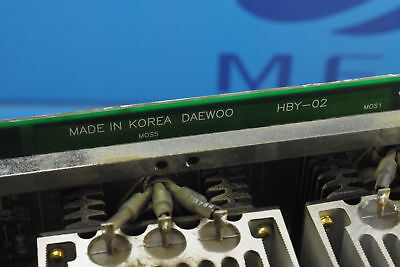 MADE IN KOREA DAEWOO HBY-02
MOS5 MOS1